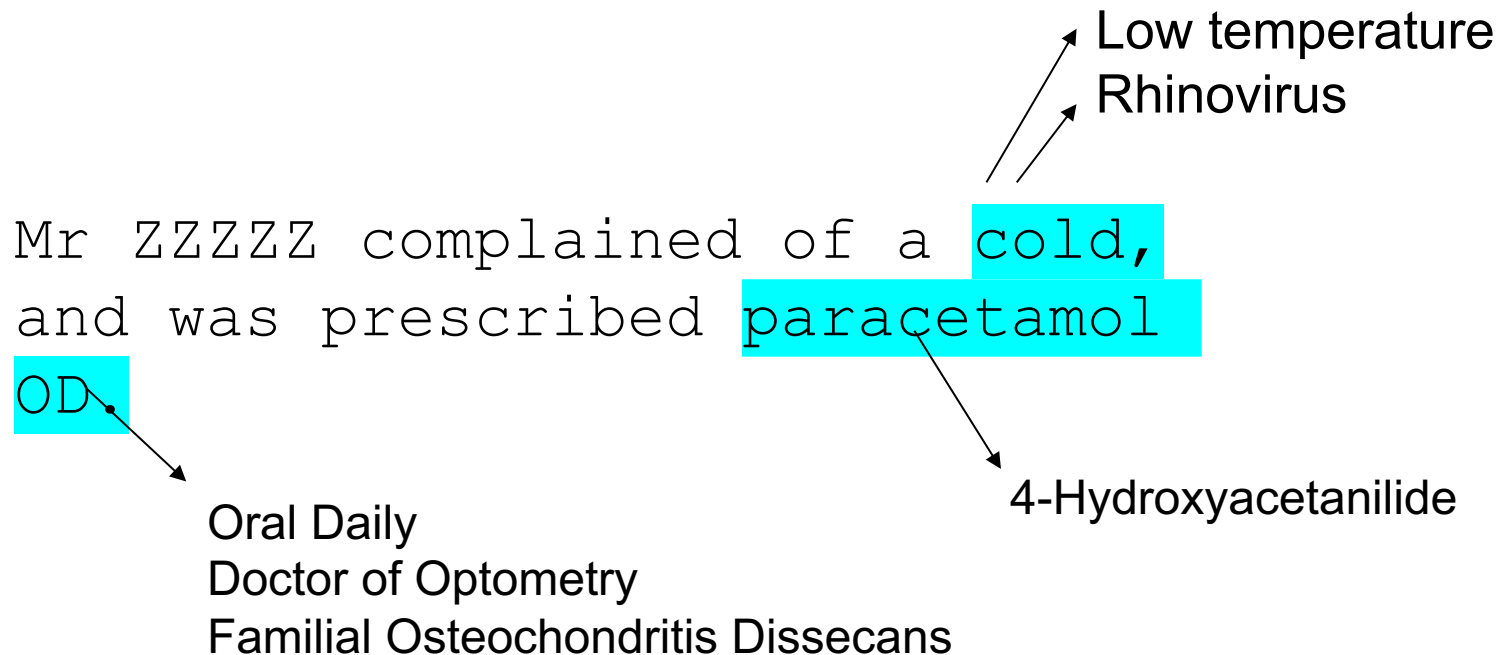 Low temperature
Rhinovirus
Mr ZZZZZ complained of a cold,
and was prescribed paracetamol
OD.
4-Hydroxyacetanilide
Oral Daily
Doctor of Optometry
Familial Osteochondritis Dissecans